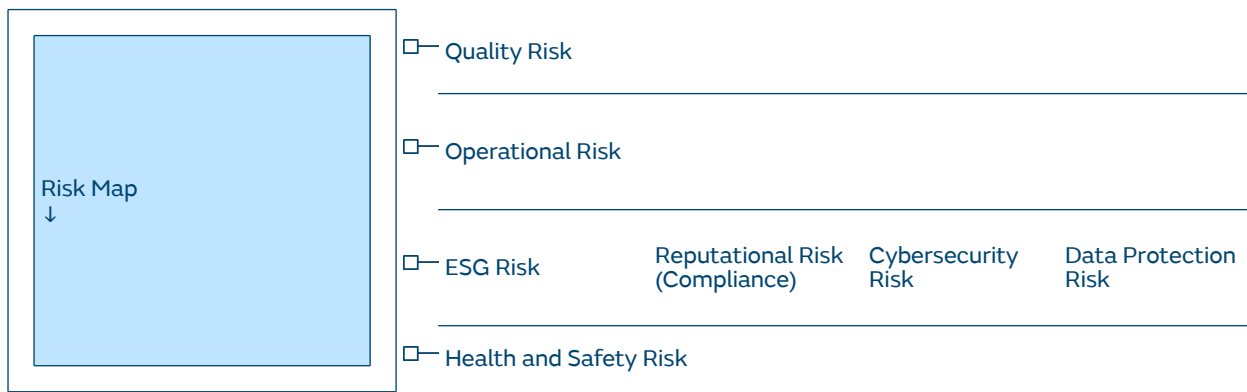 Risk Map
↓
Quality Risk
Operational Risk
ESG Risk
Reputational Risk
(Compliance)
Cybersecurity
Risk
Data Protection
Risk
Health and Safety Risk